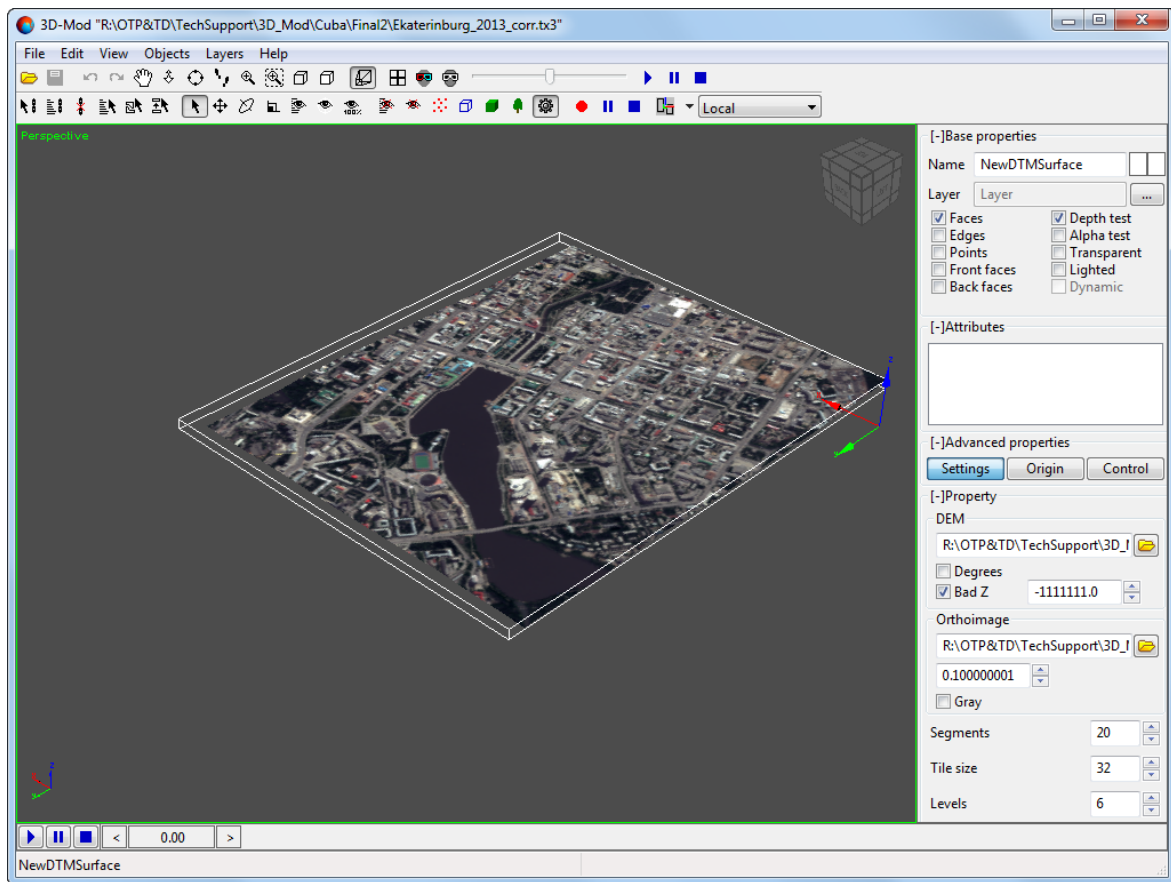 3D-Mod "R:\OTP&TD\TechSupport\3D_Mod\Cuba\Final2\Ekaterinburg_2013_corr.tx3"
File Edit View Objects Layers Help
100%
Local
Perspective
[-]Base properties
Name NewDTMSurface
Layer Layer ...
Faces Depth test
Edges Alpha test
Points Transparent
Front faces Lighted
Back faces Dynamic
[-]Attributes
z
[-]Advanced properties
Settings Origin Control
[-]Property
DEM
R:\OTP&TD\TechSupport\3D_
Degrees
Bad Z -1111111.0
Orthoimage
R:\OTP&TD\TechSupport\3D_
0.100000001
Gray
Segments 20
Tile size 32
z
Levels 6
< 0.00 >
NewDTMSurface